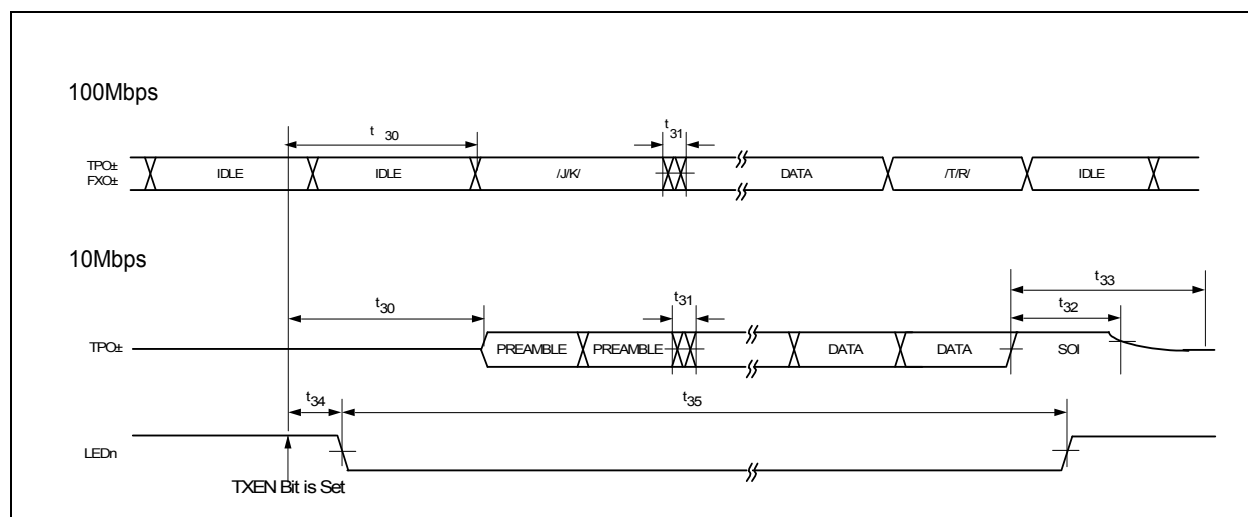 100Mbps
t 30
t 31
TPO±
FXO±
IDLE
IDLE
/J/K/
DATA
/T/R/
IDLE
10Mbps
t33
t30
t31
t32
TPO±
PREAMBLE
PREAMBLE
DATA
DATA
SOI
t34
t35
LEDn
TXEN Bit is Set